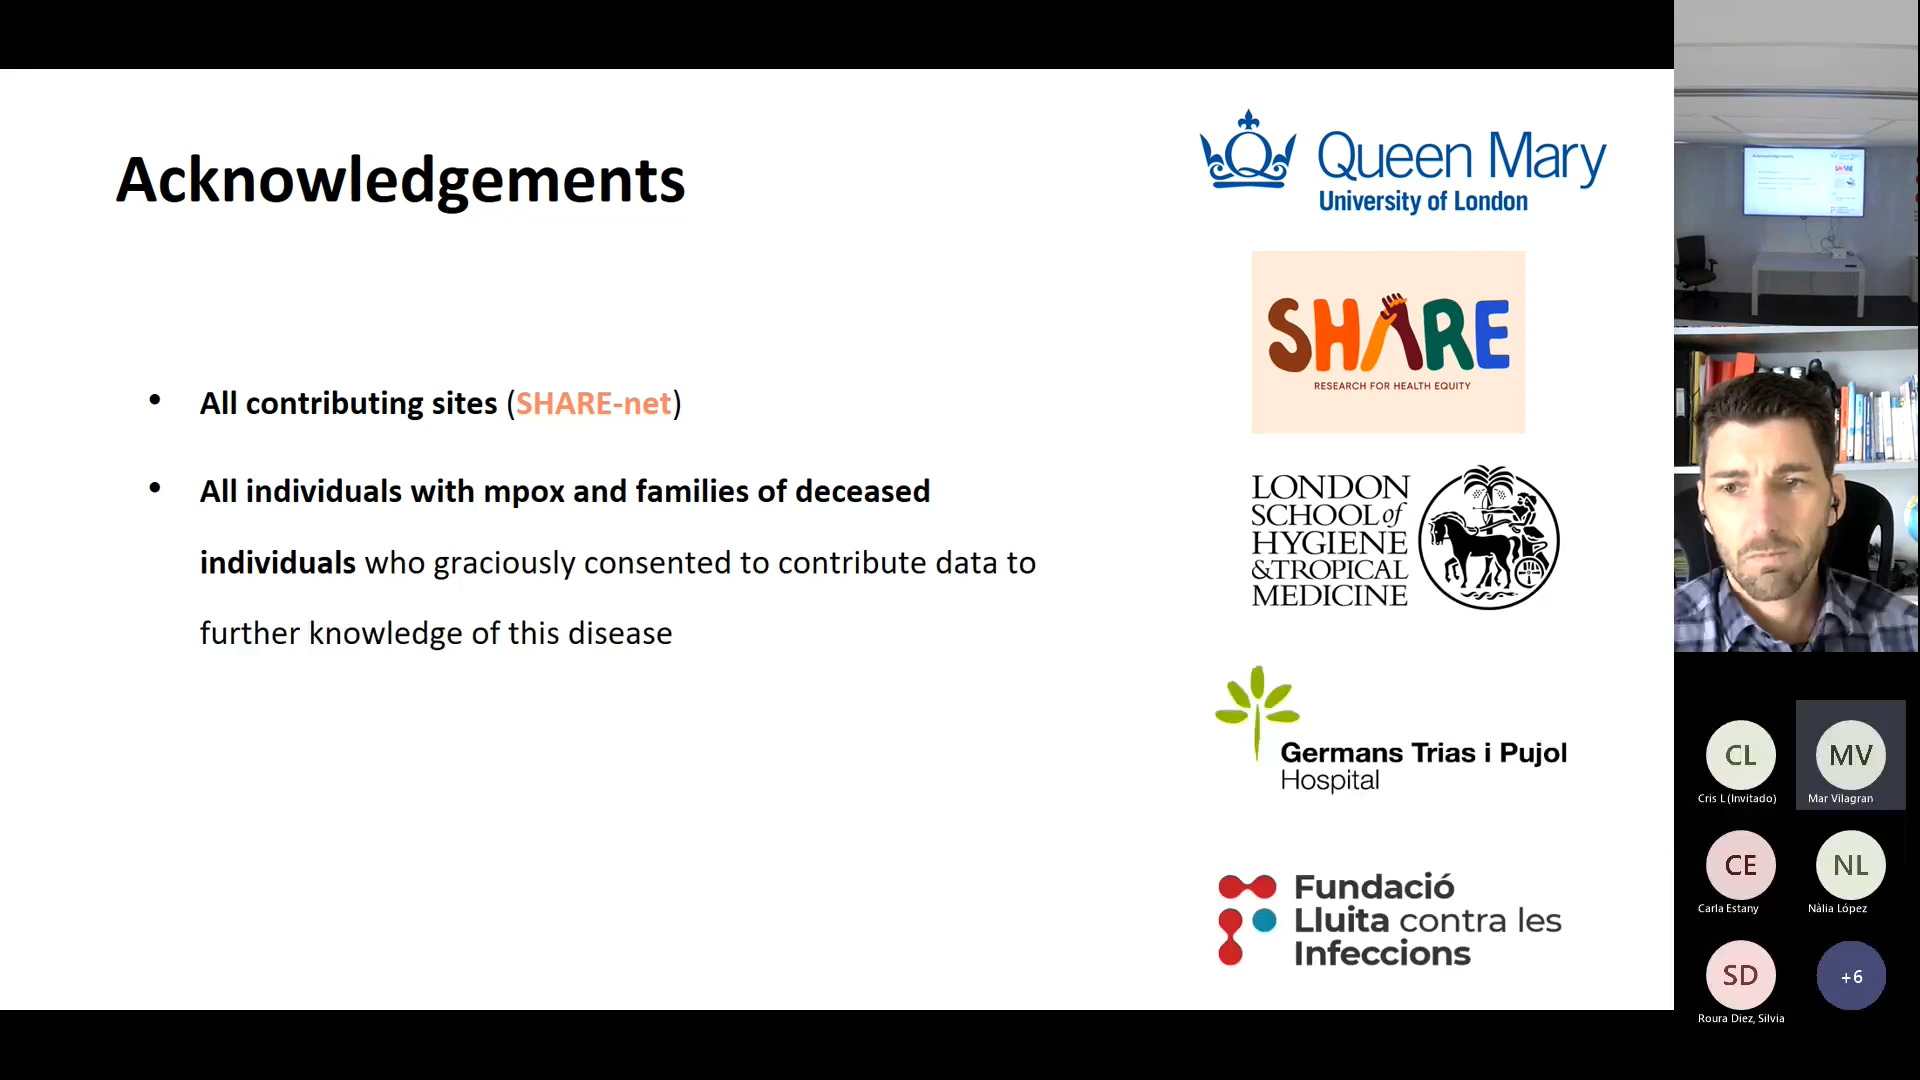 Acknowledgements
• All contributing sites (SHARE-net)
• All individuals with mpox and families of deceased
individuals who graciously consented to contribute data to
further knowledge of this disease
Queen Mary
University of London
SHARE
RESEARCH FOR HEALTH EQUITY
LONDON
SCHOOL of
HYGIENE
&TROPICAL
MEDICINE
Germans Trias i Pujol
Hospital
Fundació
Lluita contra les
Infeccions
CL
Cris L (Invitado)
MV
Mar Vilagran
CE
Carla Estany
NL
Nàlia López
SD
Roura Diez, Silvia
+6